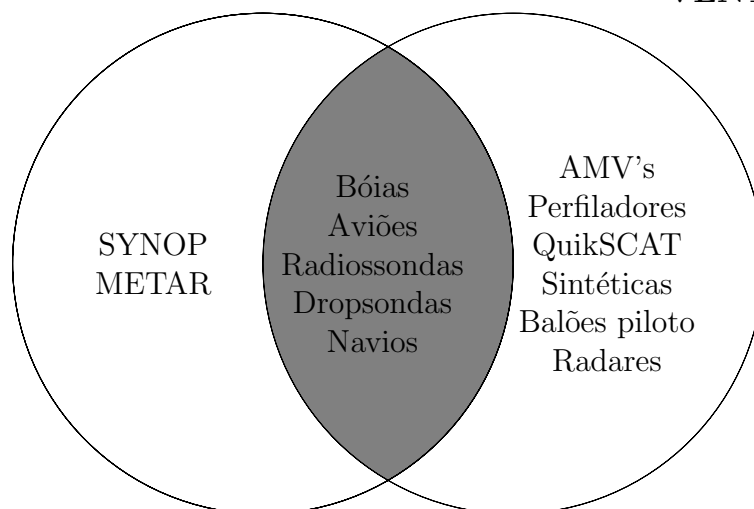 SYNOP
METAR
Bóias
Aviões
Radiossondas
Dropsondas
Navios
AMV's
Perfiladores
QuikSCAT
Sintéticas
Balões piloto
Radares